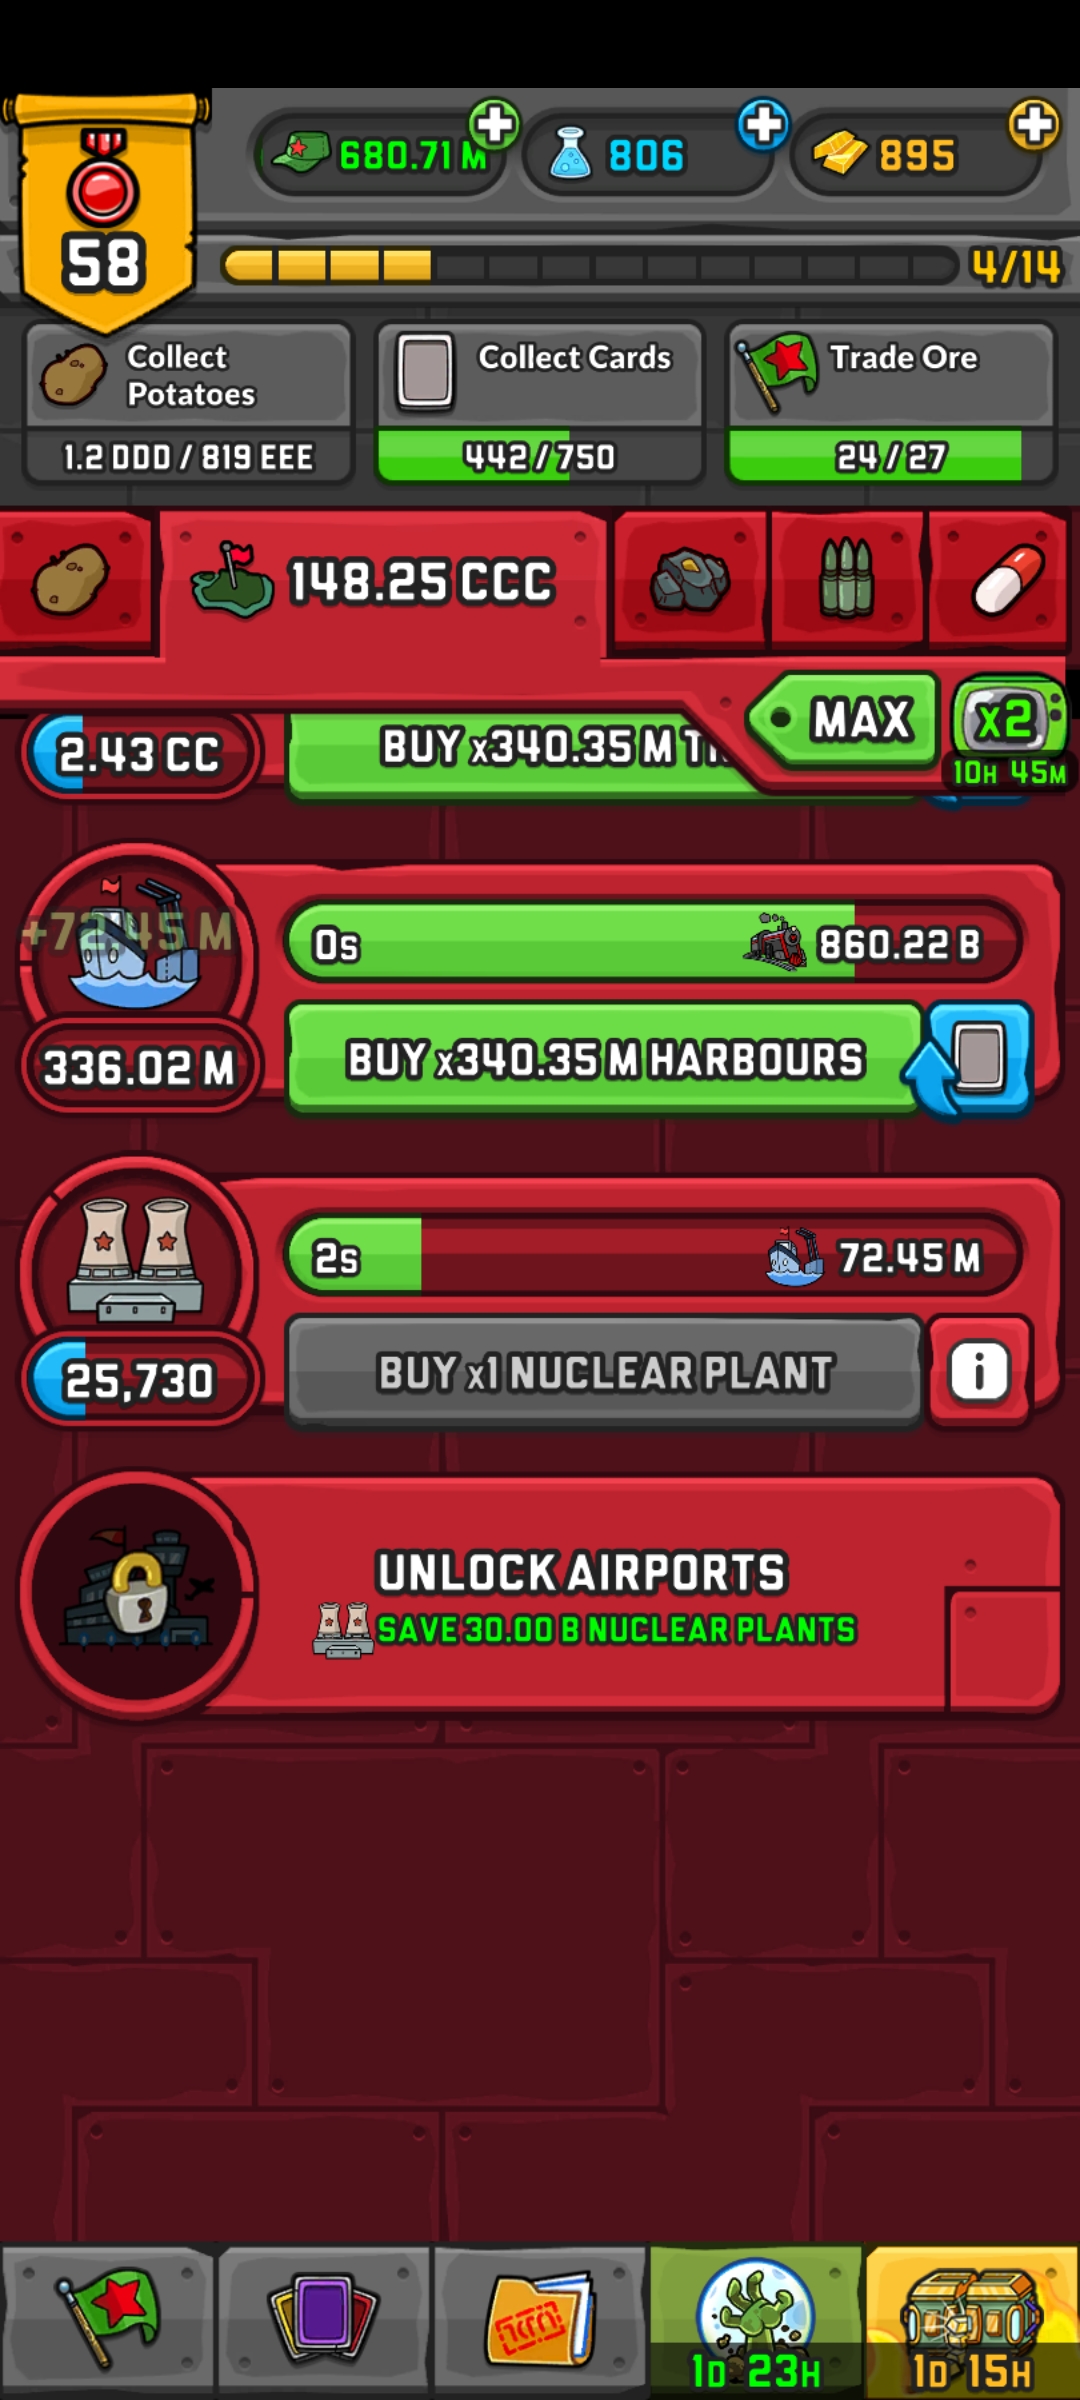 680.71 M
806
895
58
4/14
Collect
Potatoes
Collect Cards
Trade Ore
1.2 DDD / 819 EEE
442/750
24/27
148.25 CCC
MAX
x2
10H 45M
2.43 CC
BUY x340.35 M
+72.45 M
0s
860.22 B
336.02 M
BUY x340.35 M HARBOURS
2s
72.45 M
25,730
BUY x1 NUCLEAR PLANT
i
UNLOCK AIRPORTS
SAVE 30.00 B NUCLEAR PLANTS
1D 23H
1D 15H